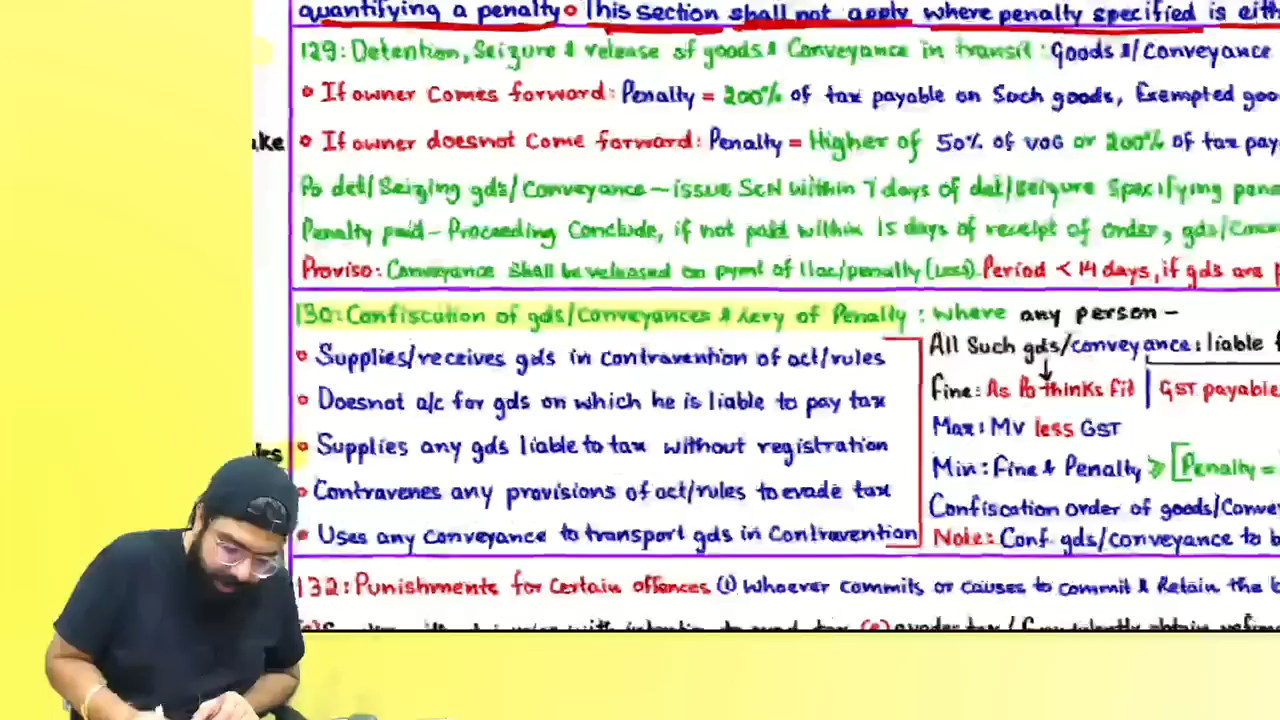 quantifying a penalty • This section shall not apply where penalty specified is eith
129: Detention, Seizure & release of goods & Conveyance in transit: Goods &/Conveyance
• If owner Comes forward: Penalty = 200% of tax payable on Such goods, Exempted goo
ake • If owner doesnot Come forward: Penalty = Higher of 50% of VOG or 200% of tax pay
Po det/Seizing gds/Conveyance – issue SCN within 7 days of det/seizure Specifying pena
Penalty paid – Proceeding Conclude, if not paid within 15 days of receipt of order, gds/Conv
Proviso: Conveyance shall be released on pymt of 1lac/penalty (Less). Period < 14 days, if gds are p
130: Confiscation of gds/conveyances & levy of Penalty: where any person –
• Supplies/receives gds in contravention of act/rules
All Such gds/conveyance: liable t
• Doesnot a/c for gds on which he is liable to pay tax
Fine: As Po thinks fit | GST payable
• Supplies any gds liable to tax without registration
Max: MV less GST
les
• Contravenes any provisions of act/rules to evade tax
Min: Fine & Penalty ≥ [Penalty =
• Uses any Conveyance to transport gds in Contravention
Confiscation order of goods/Conve
Note: Conf. gds/conveyance to b
132: Punishments for Certain offences (1) Whoever commits or causes to commit & Retain the b